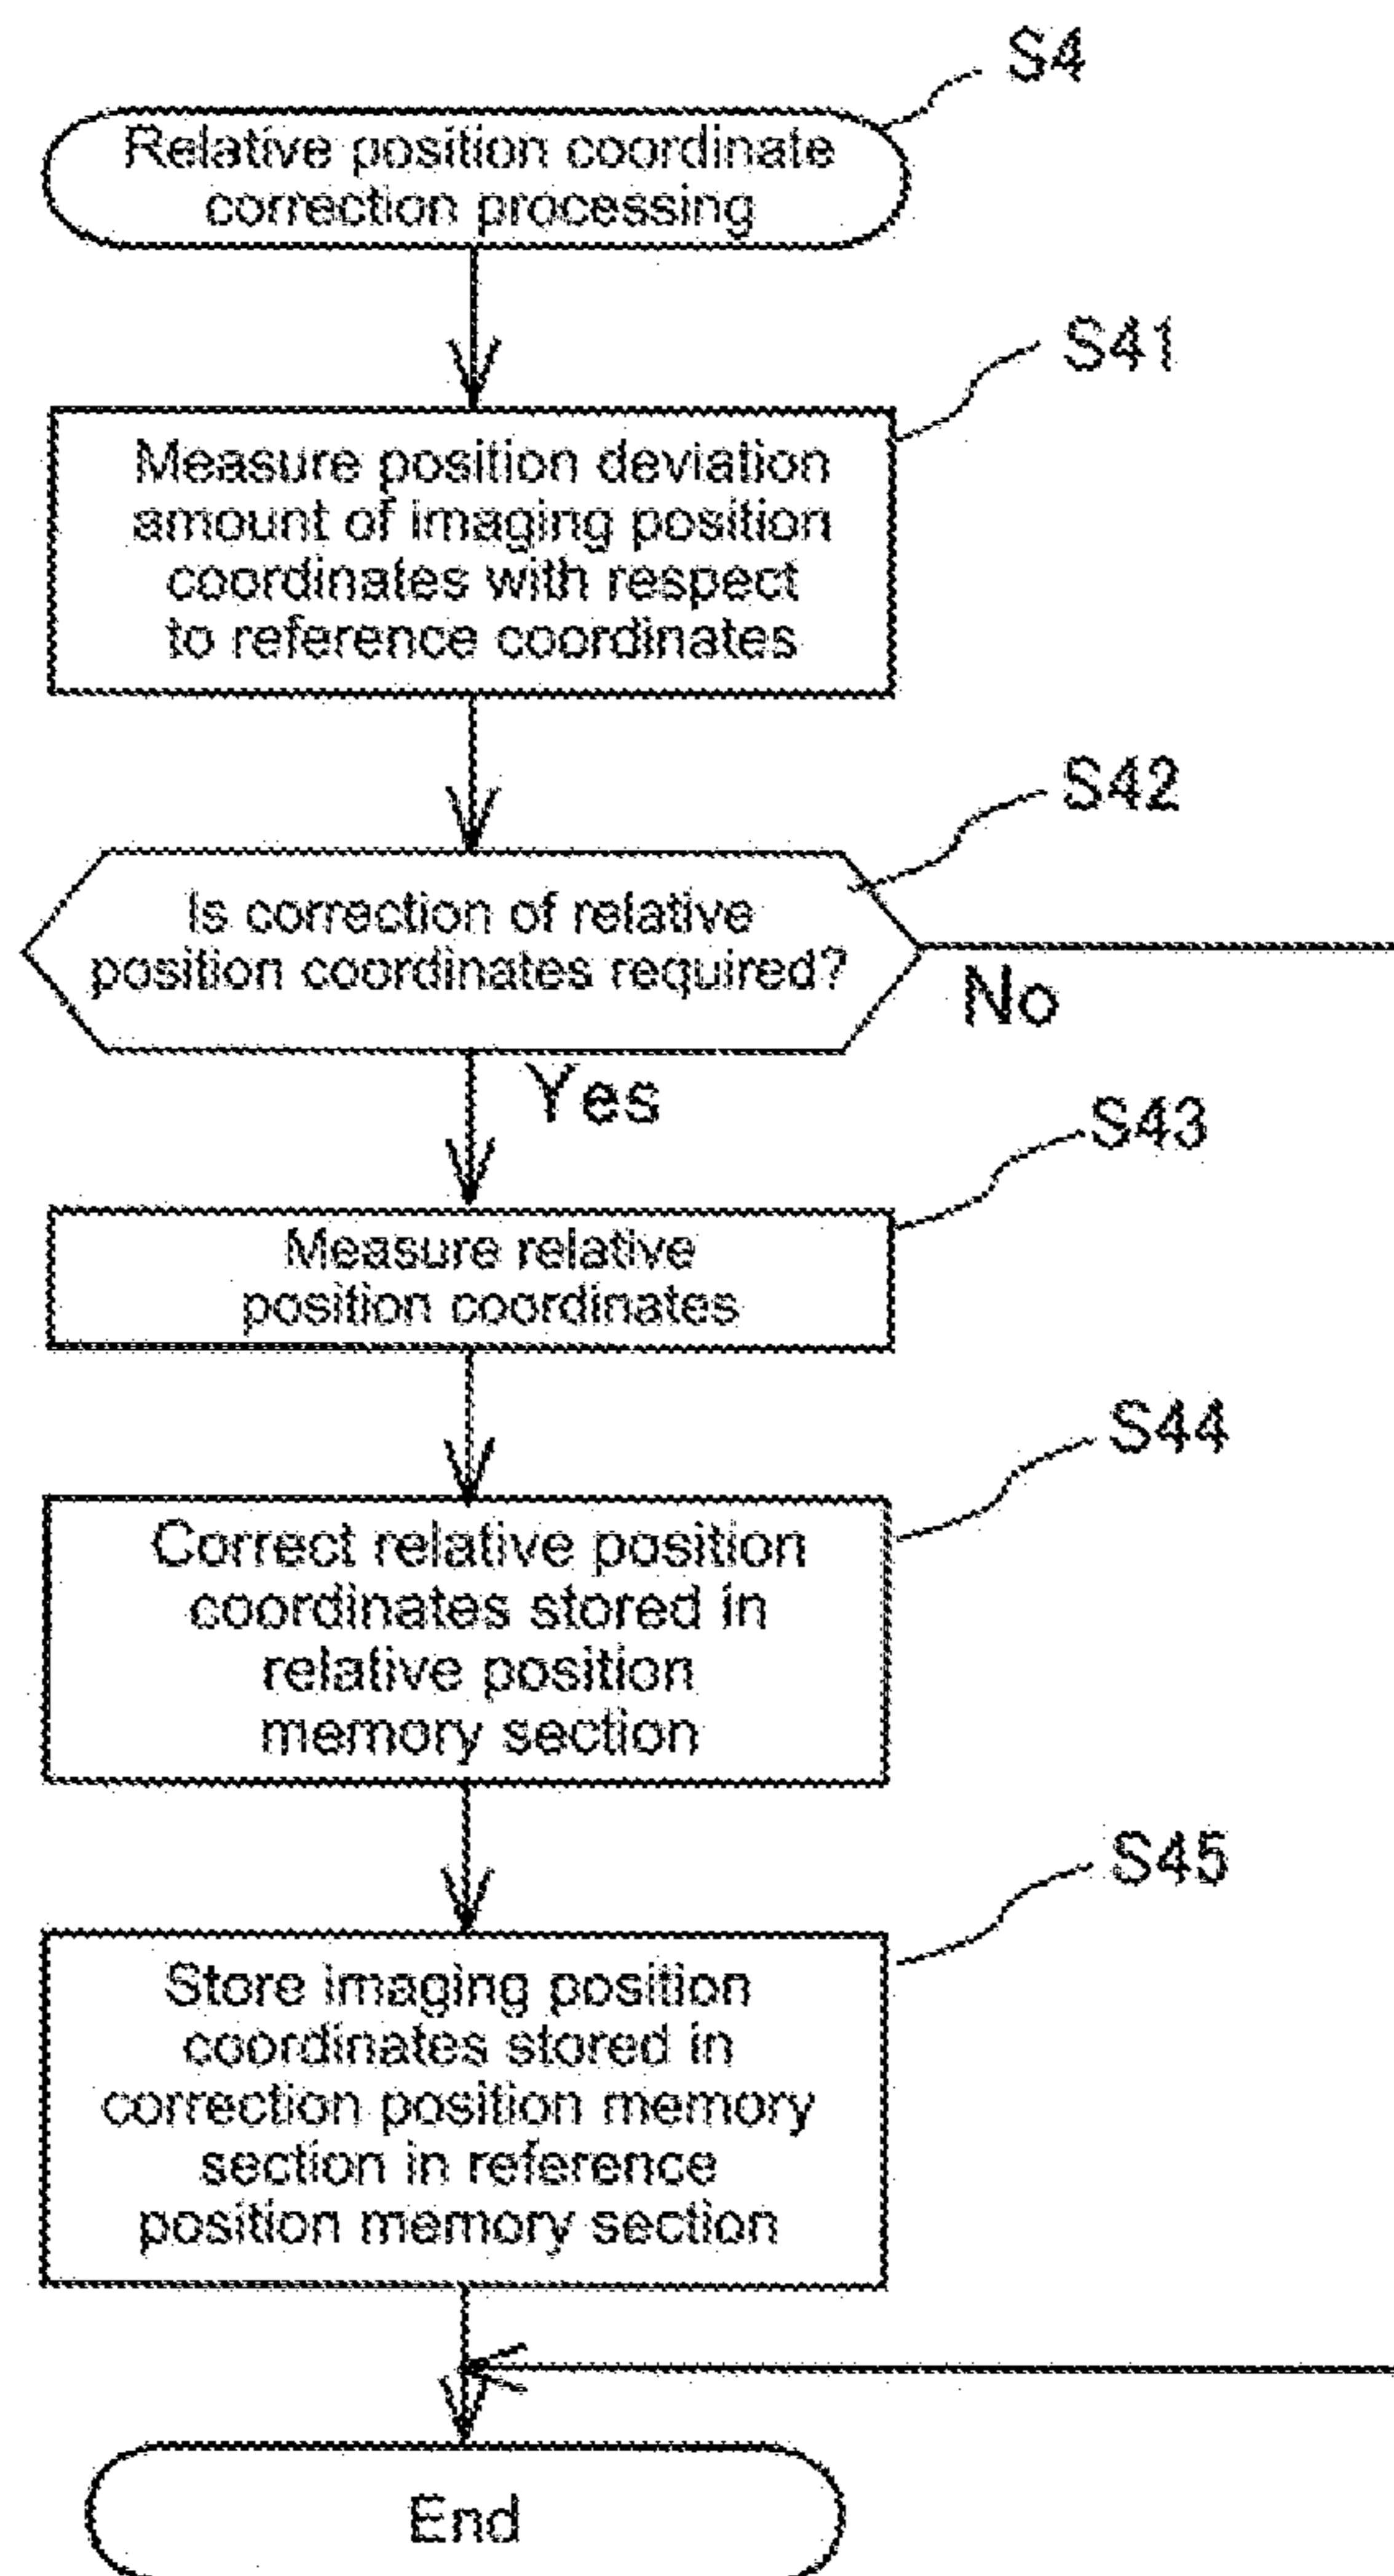 S4
Relative position coordinate
correction processing
S41
Measure position deviation
amount of imaging position
coordinates with respect
to reference coordinates
S42
Is correction of relative
position coordinates required?
No
Yes
S43
Measure relative
position coordinates
S44
Correct relative position
coordinates stored in
relative position
memory section
S45
Store imaging position
coordinates stored in
correction position memory
section in reference
position memory section
End